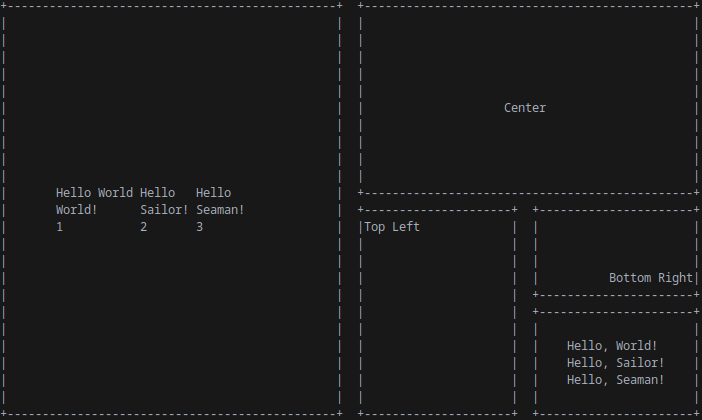 Hello World Hello Hello
World! Sailor! Seaman!
1 2 3
Center
Top Left
Bottom Right
Hello, World!
Hello, Sailor!
Hello, Seaman!